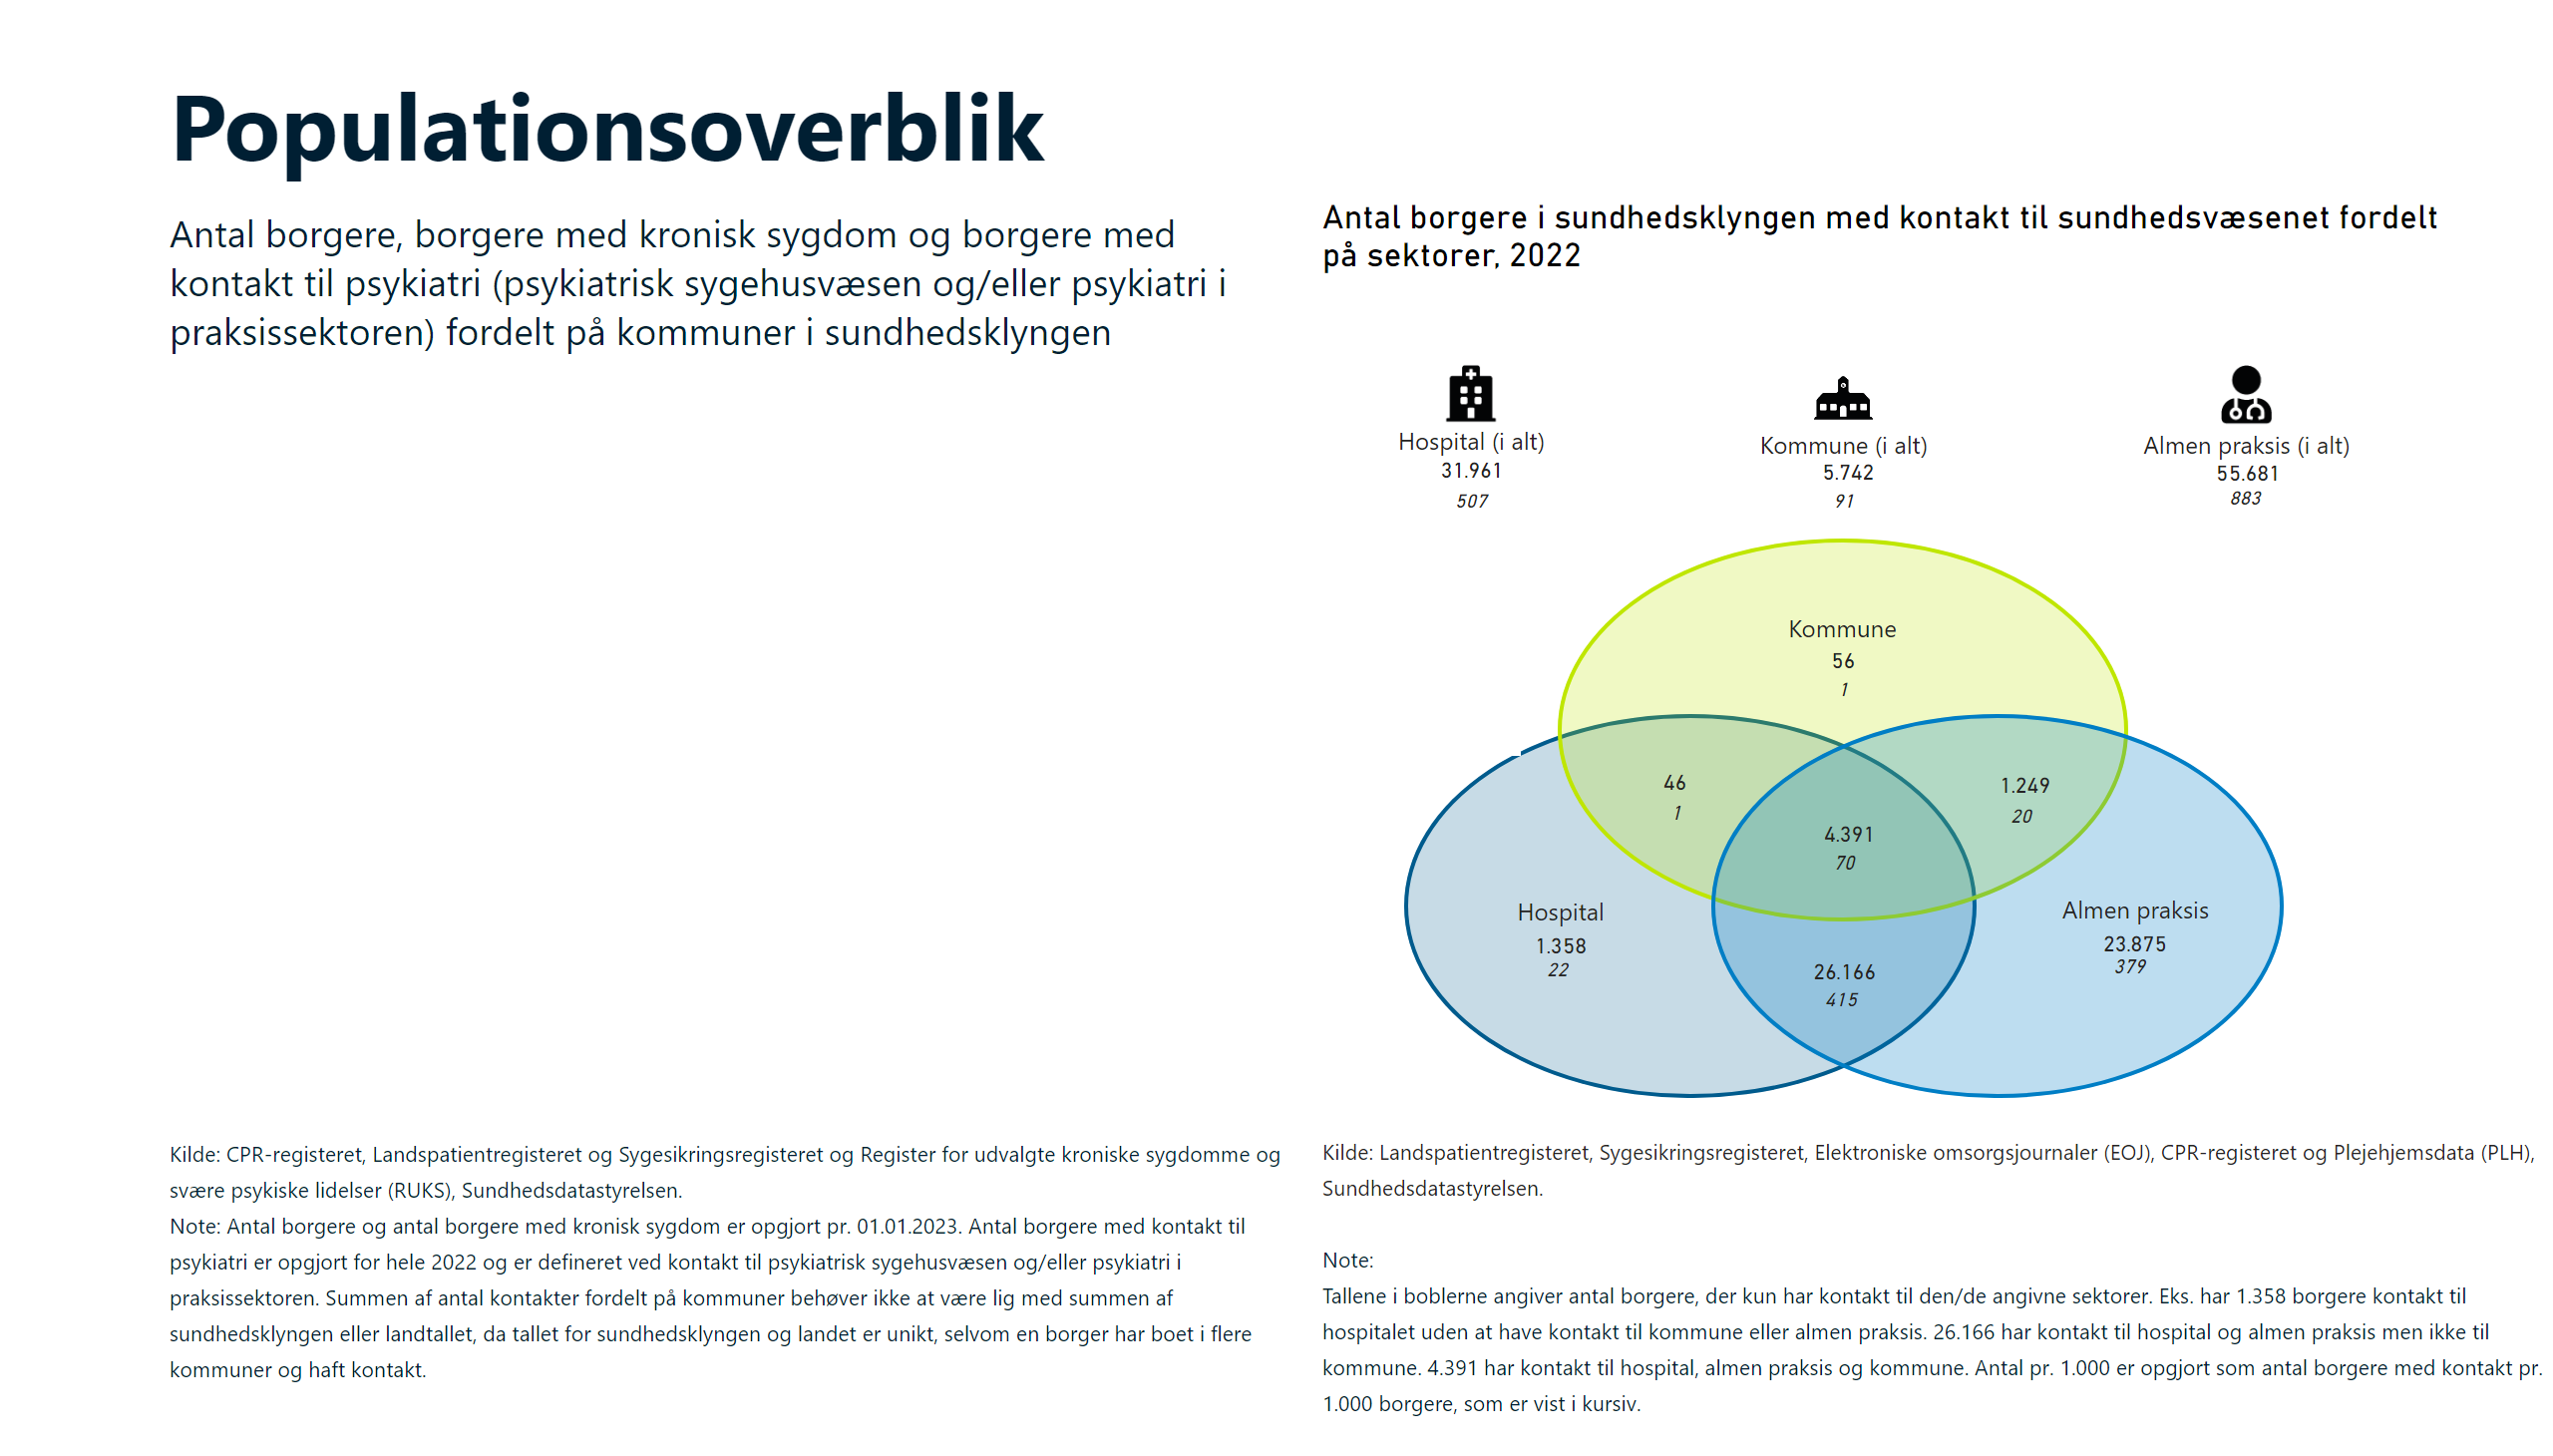 Populationsoverblik
Antal borgere, borgere med kronisk sygdom og borgere med
kontakt til psykiatri (psykiatrisk sygehusvæsen og/eller psykiatri i
praksissektoren) fordelt på kommuner i sundhedsklyngen
Kilde: CPR-registeret, Landspatientregisteret og Sygesikringsregisteret og Register for udvalgte kroniske sygdomme og
svære psykiske lidelser (RUKS), Sundhedsdatastyrelsen.
Note: Antal borgere og antal borgere med kronisk sygdom er opgjort pr. 01.01.2023. Antal borgere med kontakt til
psykiatri er opgjort for hele 2022 og er defineret ved kontakt til psykiatrisk sygehusvæsen og/eller psykiatri i
praksissektoren. Summen af antal kontakter fordelt på kommuner behøver ikke at være lig med summen af
sundhedsklyngen eller landtallet, da tallet for sundhedsklyngen og landet er unikt, selvom en borger har boet i flere
kommuner og haft kontakt.
Antal borgere i sundhedsklyngen med kontakt til sundhedsvæsenet fordelt
på sektorer, 2022
Hospital (i alt)
31.961
507
Kommune (i alt)
5.742
91
Almen praksis (i alt)
55.681
883
Kommune
56
1
46
1
1.249
20
4.391
70
Hospital
1.358
22
Almen praksis
23.875
379
26.166
415
Kilde: Landspatientregisteret, Sygesikringsregisteret, Elektroniske omsorgsjournaler (EOJ), CPR-registeret og Plejehjemsdata (PLH),
Sundhedsdatastyrelsen.
Note:
Tallene i boblerne angiver antal borgere, der kun har kontakt til den/de angivne sektorer. Eks. har 1.358 borgere kontakt til
hospitalet uden at have kontakt til kommune eller almen praksis. 26.166 har kontakt til hospital og almen praksis men ikke til
kommune. 4.391 har kontakt til hospital, almen praksis og kommune. Antal pr. 1.000 er opgjort som antal borgere med kontakt pr.
1.000 borgere, som er vist i kursiv.